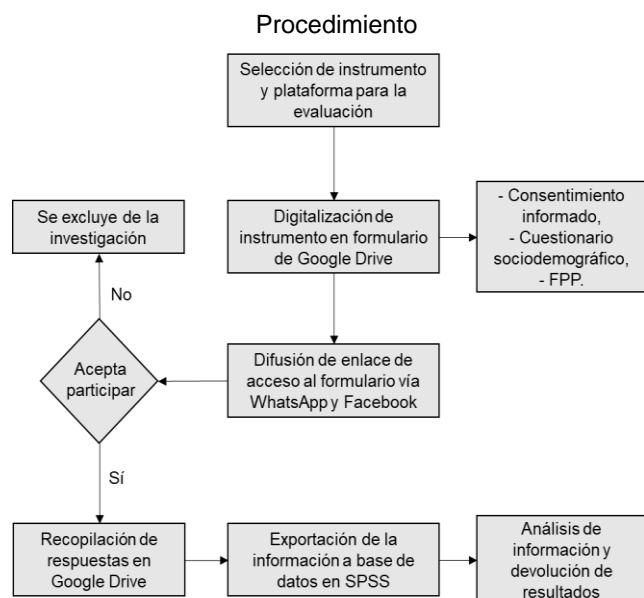 Procedimiento
Selección de instrumento
y plataforma para la
evaluación
Se excluye de la
investigación
Digitalización de
instrumento en formulario
de Google Drive
- Consentimiento
informado,
- Cuestionario
sociodemográfico,
- FPP.
No
Acepta
participar
Difusión de enlace de
acceso al formulario vía
WhatsApp y Facebook
Sí
Recopilación de
respuestas en
Google Drive
Exportación de la
información a base de
datos en SPSS
Análisis de
información y
devolución de
resultados